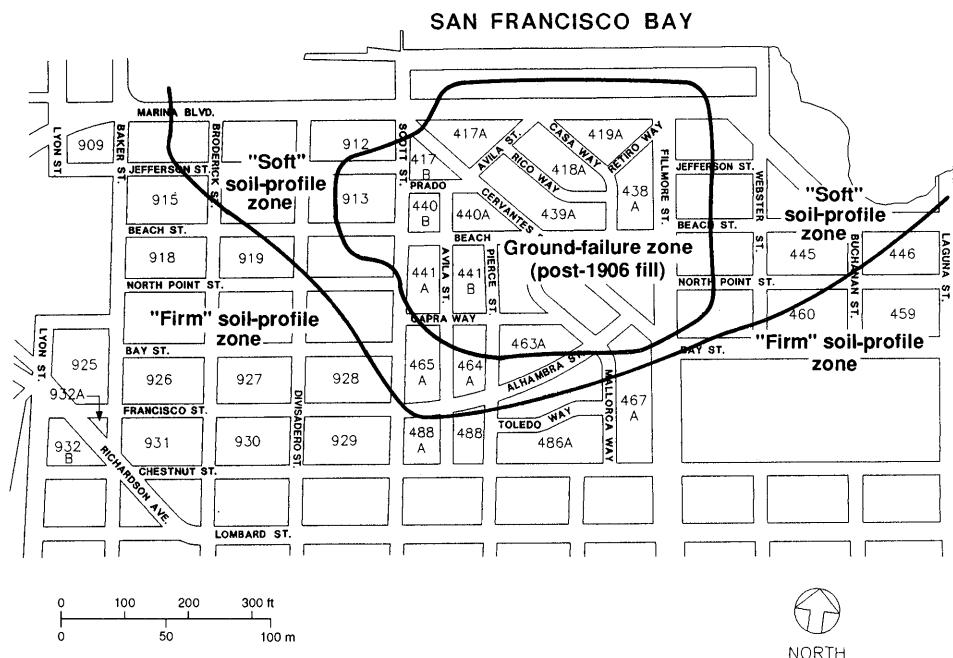 SAN FRANCISCO BAY
MARINA BLVD.
LYON ST.
909
BAKER ST.
BRODERICK ST.
912
SCOTT ST.
417A
AVILA ST.
CASA WAY
419A
RETIRO WAY
RICO WAY
418A
FILLMORE ST.
JEFFERSON ST.
"Soft"
soil-profile
zone
417
B
PRADO
JEFFERSON ST.
WEBSTER ST.
"Soft"
soil-profile
zone
915
913
440
B
440A
CERVANTES
439A
438
A
BEACH ST.
BEACH
BEACH ST.
918
919
Ground-failure zone
(post-1906 fill)
441
A
AVILA ST.
441
B
PIERCE ST.
445
BUCHANAN ST.
446
LAGUNA ST.
NORTH POINT ST.
NORTH POINT ST.
"Firm" soil-profile
zone
CAPRA WAY
460
459
LYON ST.
925
BAY ST.
463A
BAY ST.
"Firm" soil-profile
zone
932A
926
927
928
465
A
464
A
ALHAMBRA ST.
MALLORCA WAY
467
A
FRANCISCO ST.
DIVISADERO ST.
TOLEDO WAY
932
B
931
930
929
488
A
488
486A
RICHARDSON AVE.
CHESTNUT ST.
LOMBARD ST.
0 100 200 300 ft
0 50 100 m
NORTH